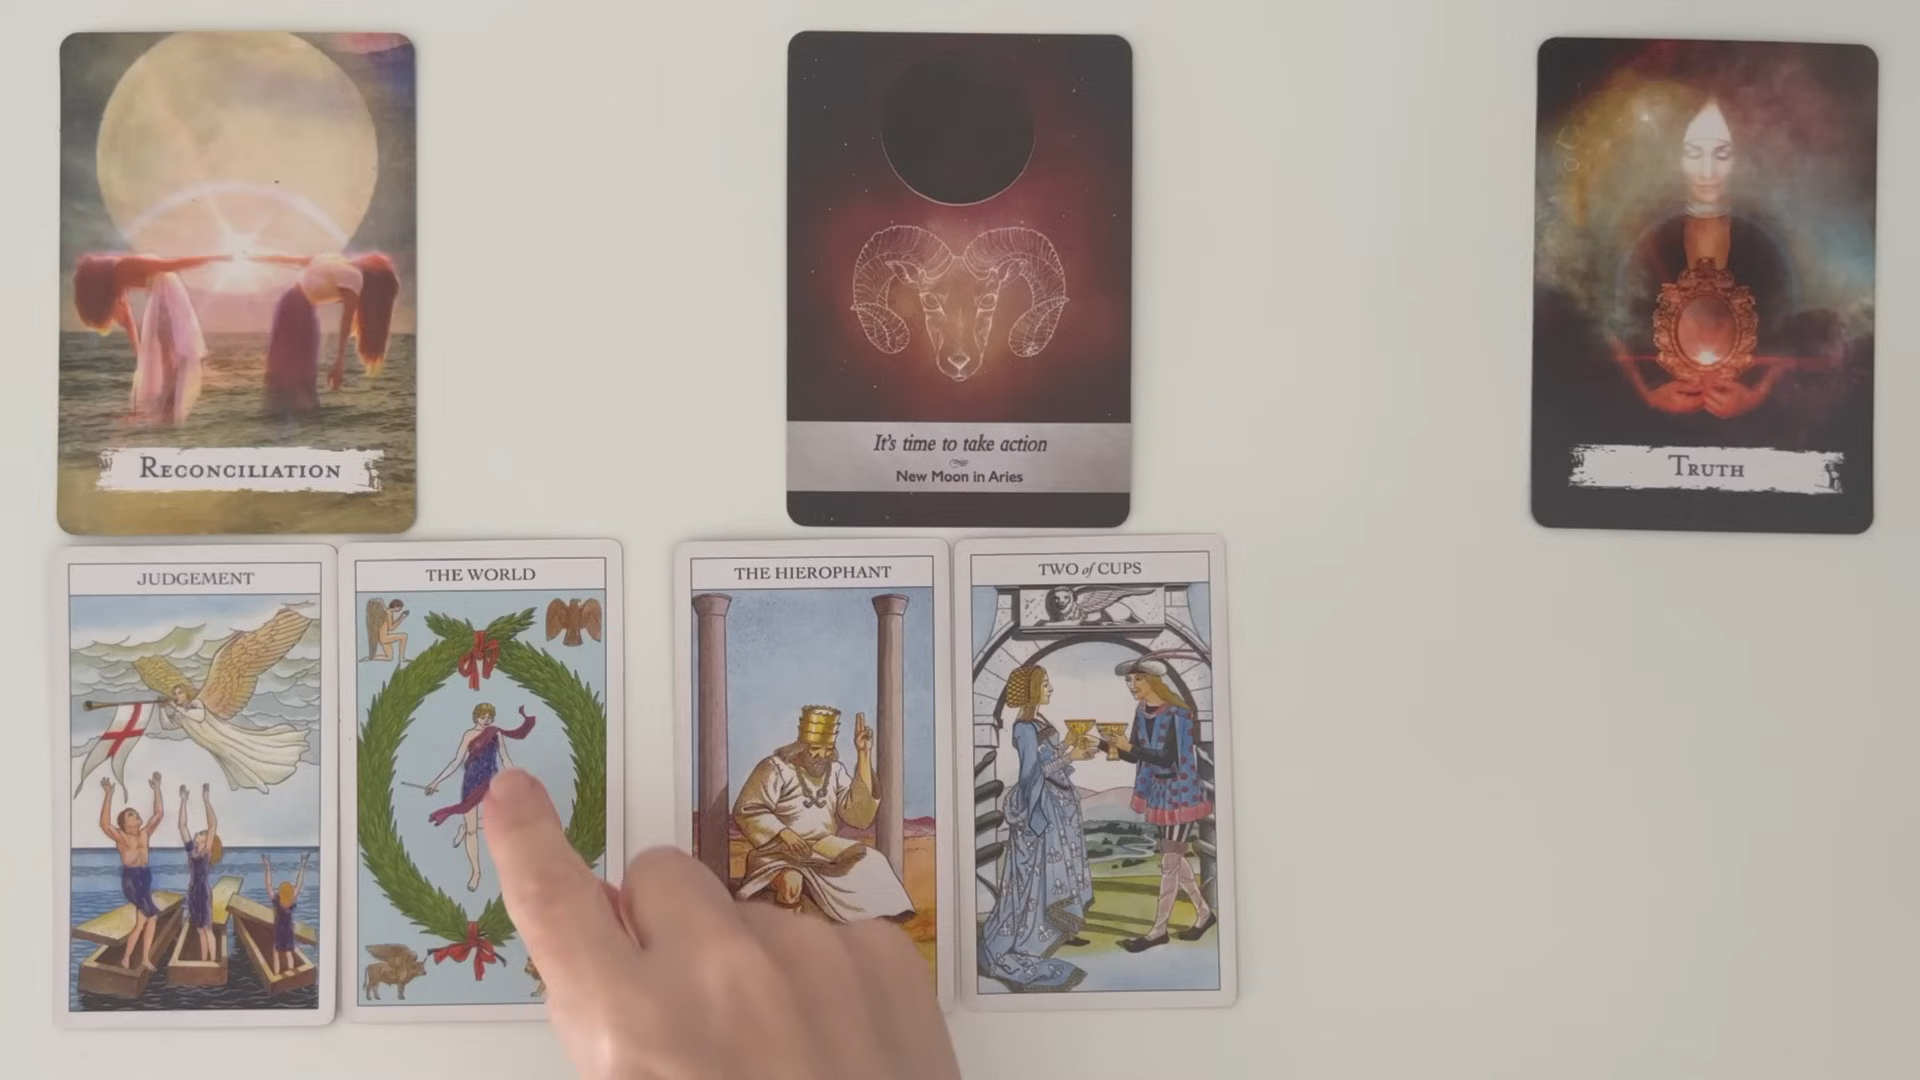 RECONCILIATION
It's time to take action
New Moon in Aries
TRUTH
JUDGEMENT
THE WORLD
THE HIEROPHANT
TWO of CUPS